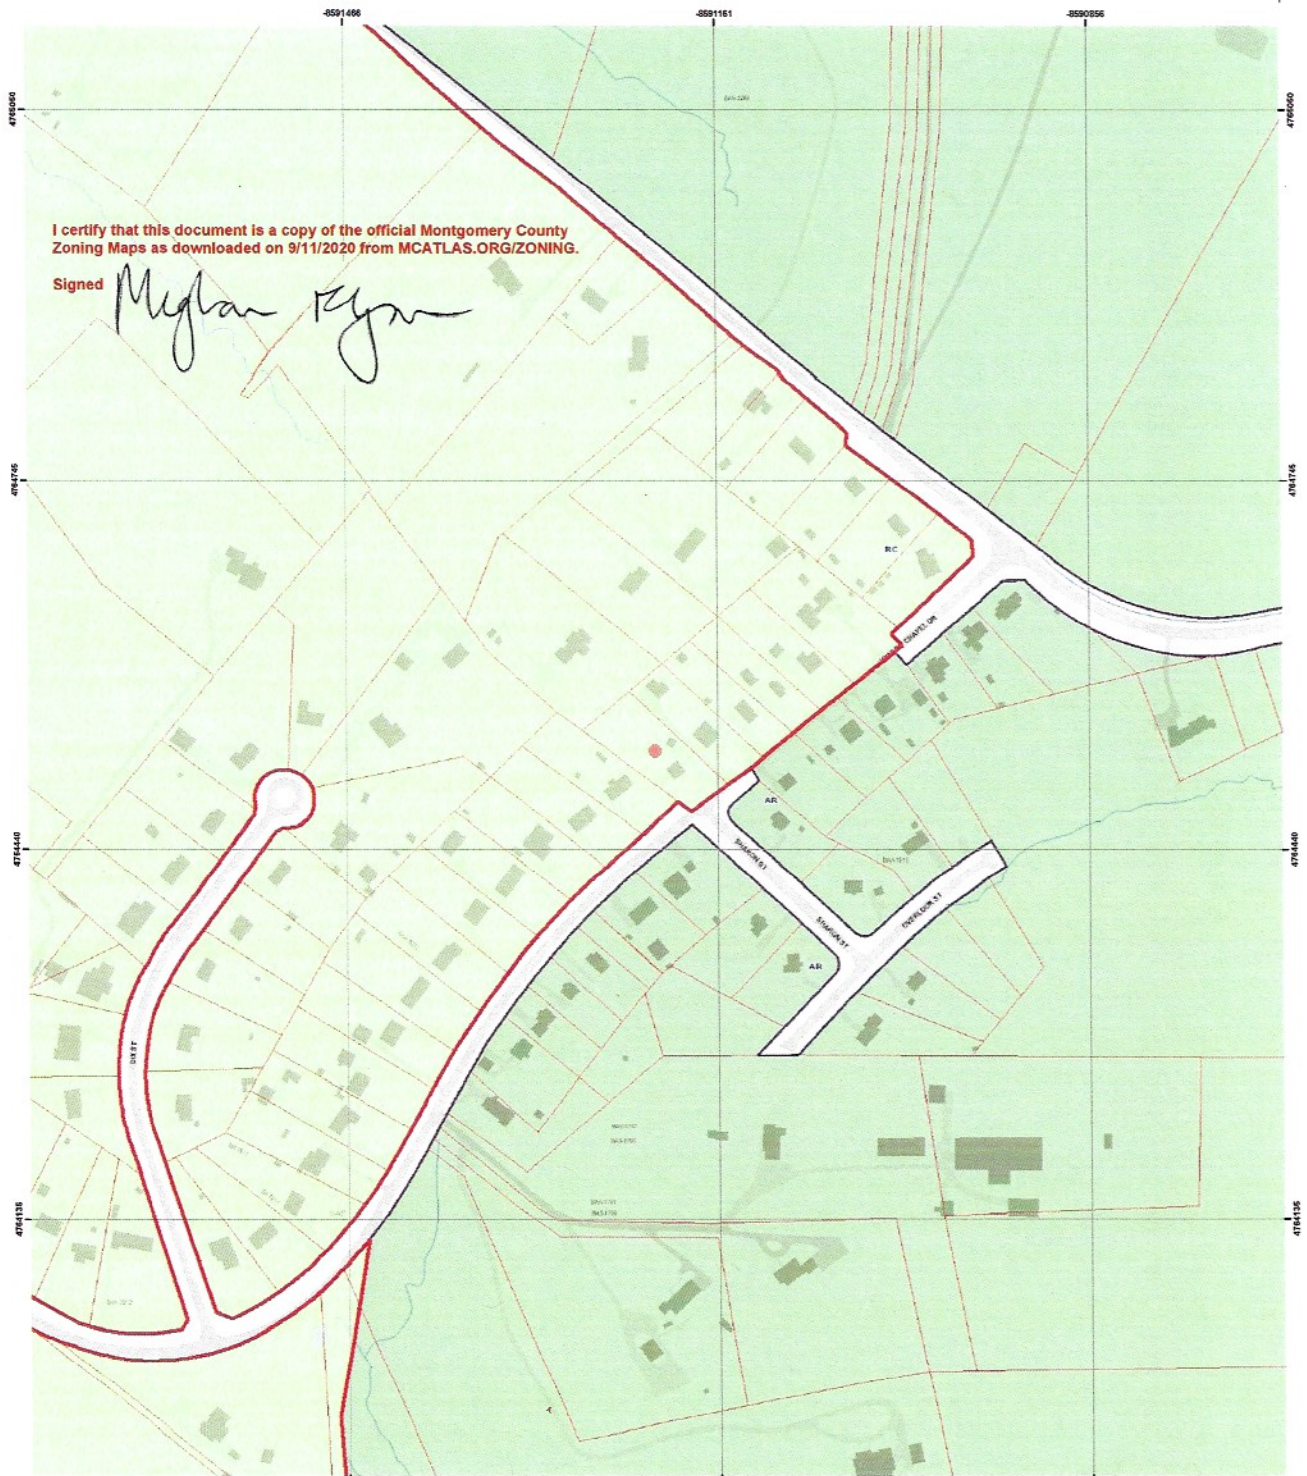 -8591466
-8591161
-8590856
4765050
4765050
I certify that this document is a copy of the official Montgomery County
Zoning Maps as downloaded on 9/11/2020 from MCATLAS.ORG/ZONING.
Signed
4764745
4764745
RC
CHAPEL DR
AR
4764440
4764440
SHARON ST
SHARON ST
OVERLOOK ST
AR
4764135
4764135